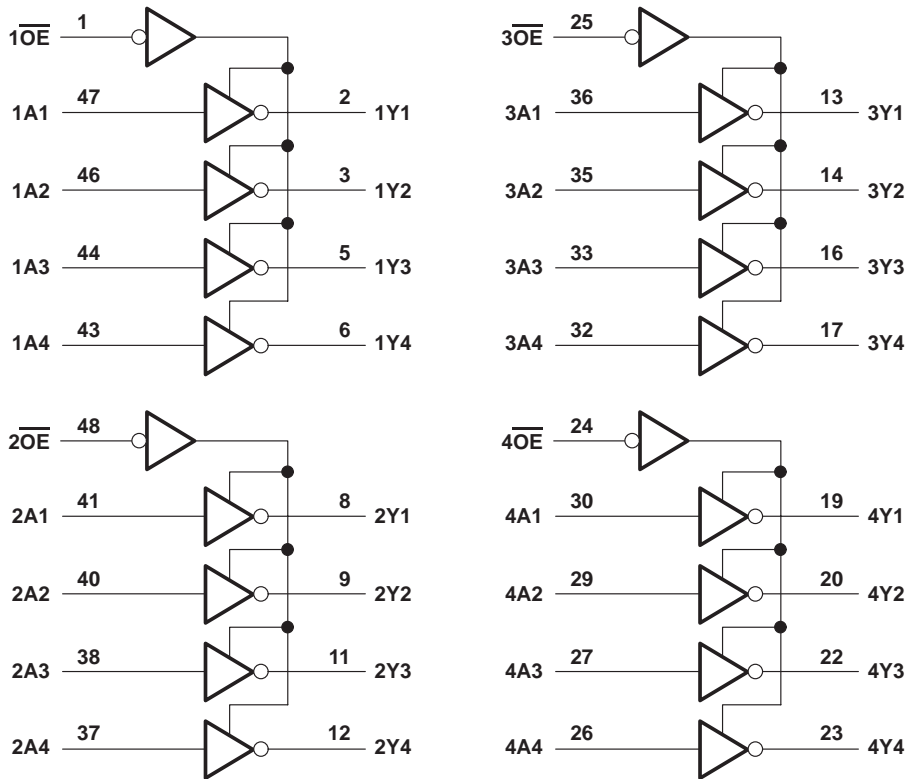 1OE 1
1A1 47 2 1Y1
1A2 46 3 1Y2
1A3 44 5 1Y3
1A4 43 6 1Y4
3OE 25
3A1 36 13 3Y1
3A2 35 14 3Y2
3A3 33 16 3Y3
3A4 32 17 3Y4
2OE 48
2A1 41 8 2Y1
2A2 40 9 2Y2
2A3 38 11 2Y3
2A4 37 12 2Y4
4OE 24
4A1 30 19 4Y1
4A2 29 20 4Y2
4A3 27 22 4Y3
4A4 26 23 4Y4